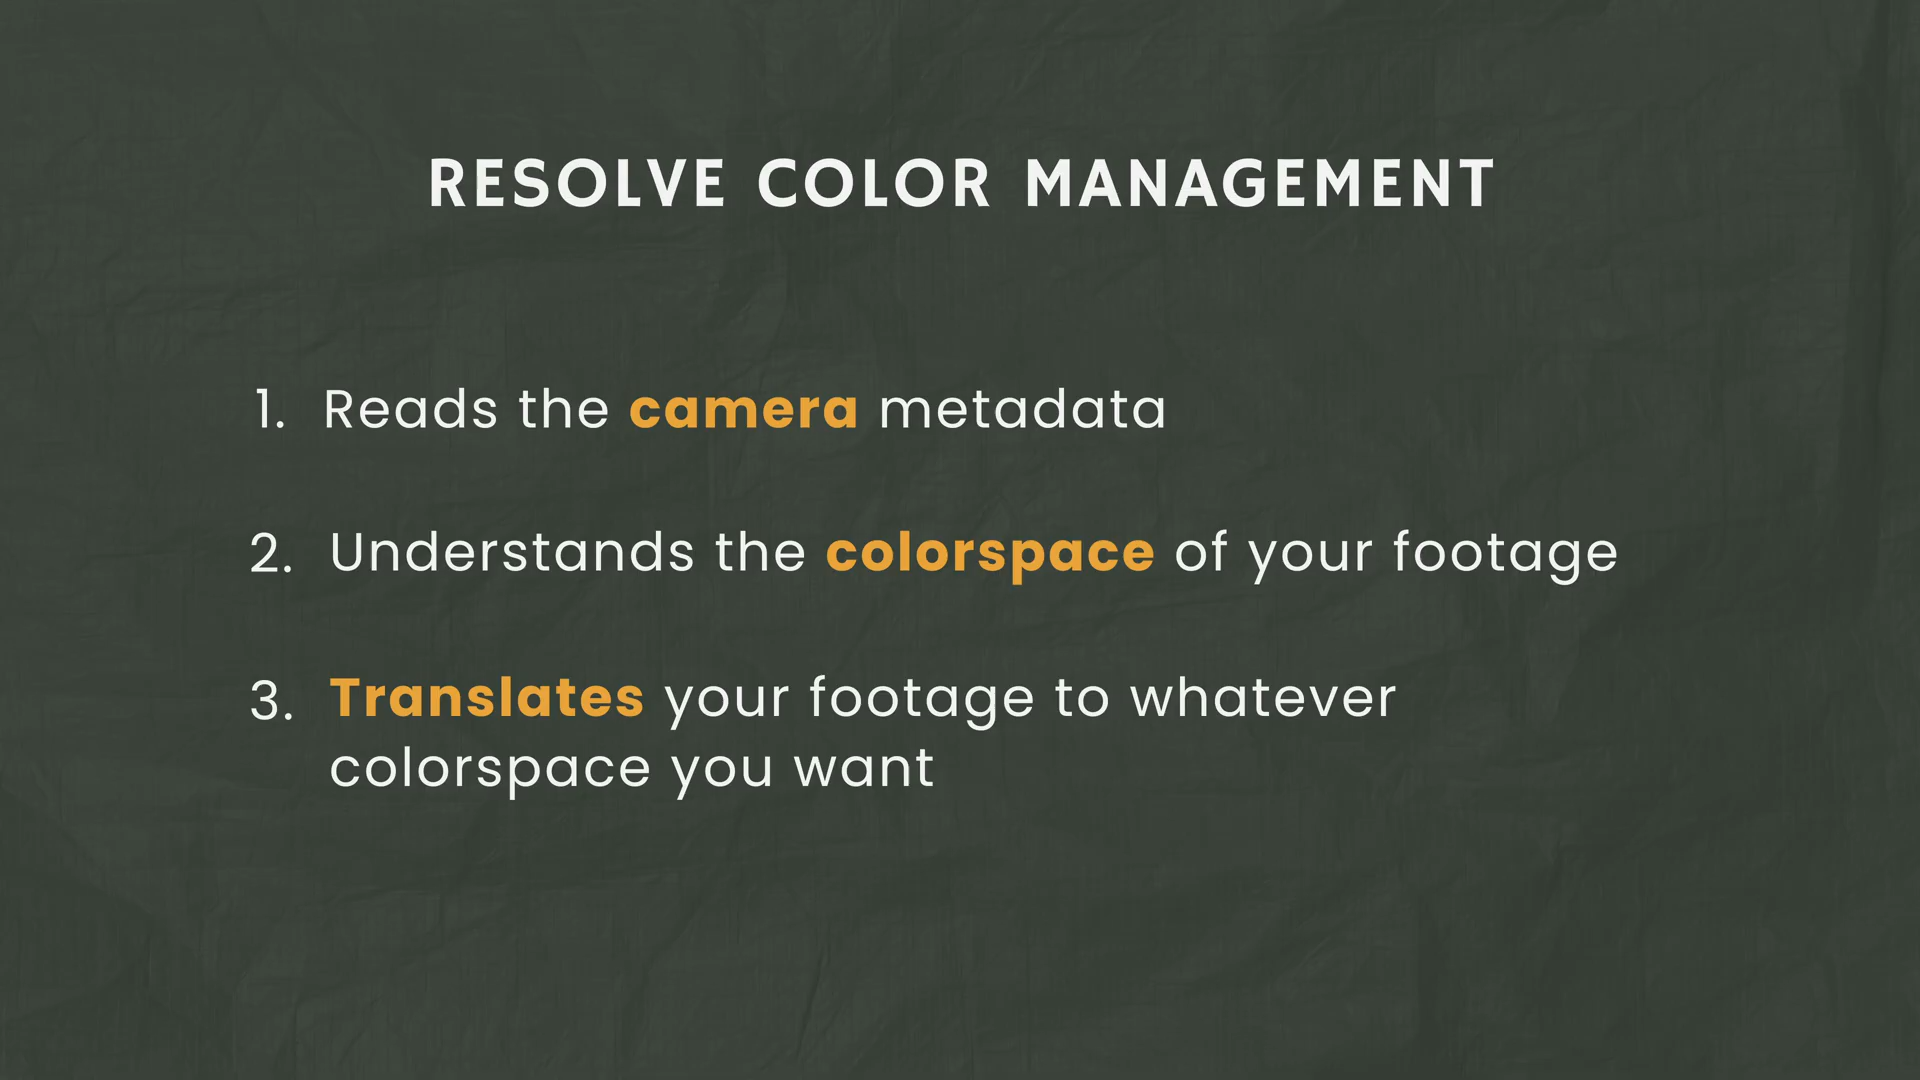 RESOLVE COLOR MANAGEMENT
1. Reads the camera metadata
2. Understands the colorspace of your footage
3. Translates your footage to whatever
colorspace you want